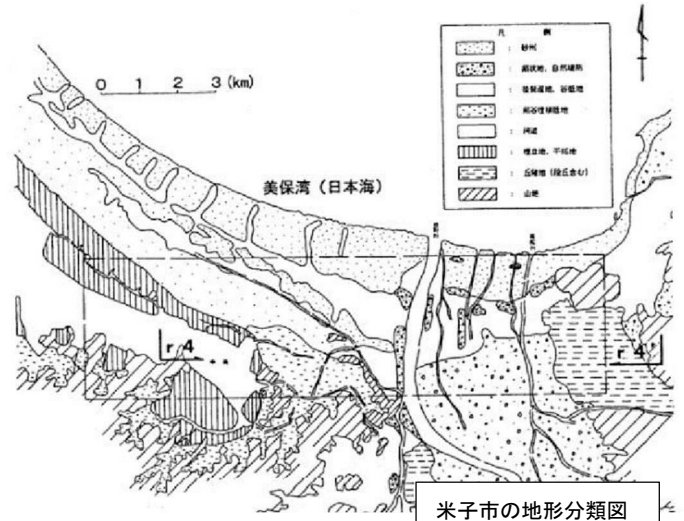 凡 例
: 砂州
: 扇状地、自然堤防
: 後背湿地、谷底地
: 河道
: 埋立地、干拓地
: 丘陵地 (段丘含む)
: 山地
0 1 2 3 (km)
美保湾（日本海）
r 4
r 4'
米子市の地形分類図